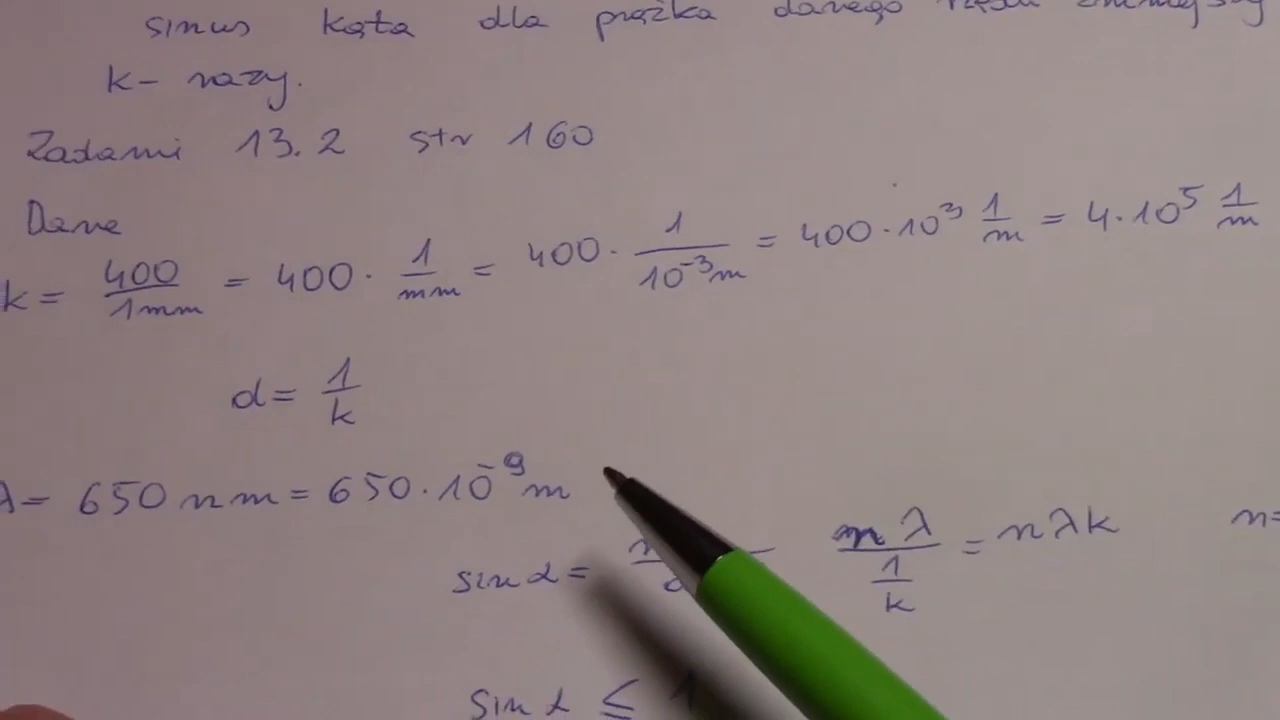 sinus kąta dla prążka danego
k- razy.
Zadanie 13.2 str 160
Dane
k = 400/1mm = 400 · 1/mm = 400 · 1/10⁻³m = 400 · 10³ 1/m = 4 · 10⁵ 1/m
d = 1/k
λ = 650 nm = 650 · 10⁻⁹ m
sin α = nλ/(1/k) = nλk n=
sin α ≤ 1